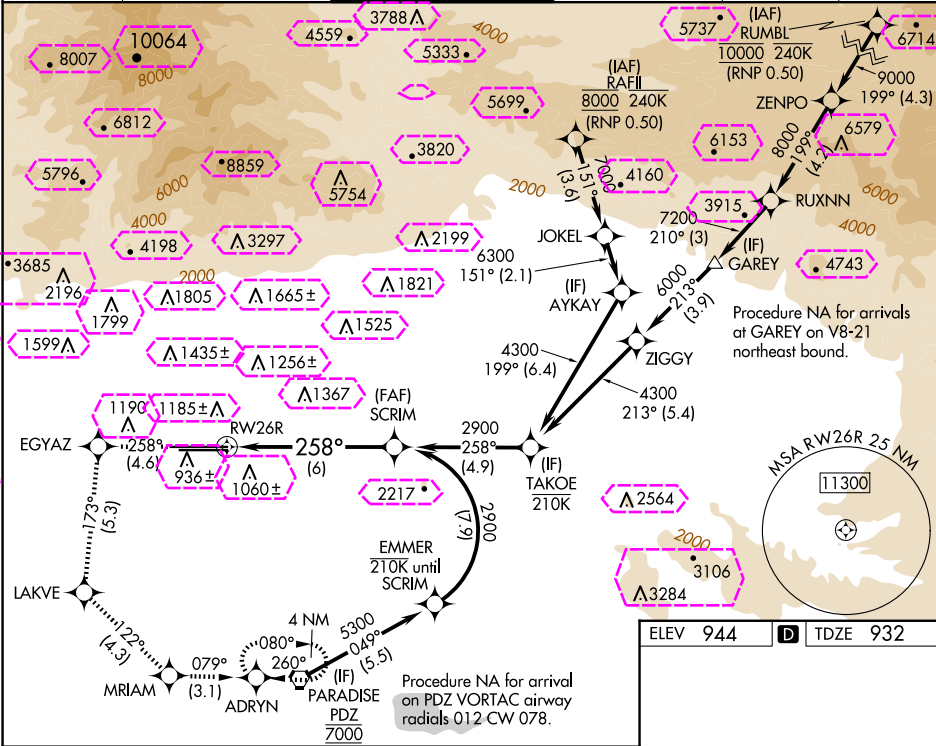 3788
4559
4000
5333
5737
(IAF)
RUMBL
10000 240K
(RNP 0.50)
6714
10064
8007
8000
(IAF)
RAFII
8000 240K
(RNP 0.50)
9000
199° (4.3)
ZENPO
5699
6812
8000
199°
(4.2)
6579
3820
6153
8859
5796
5754
7000
151°
(3.6)
4160
6000
2000
3915
RUXNN
6000
4000
4198
3297
2199
JOKEL
7200
210° (3)
(IF)
GAREY
4000
3685
2196
2000
6300
151° (2.1)
4743
1799
1805
1665±
1821
(IF)
AYKAY
6000
213°
(3.9)
Procedure NA for arrivals
at GAREY on V8-21
northeast bound.
1599
1525
1435±
1256±
4300
199° (6.4)
ZIGGY
1367
4300
213° (5.4)
1190
1185±
(FAF)
SCRIM
RW26R
EGYAZ
258°
(4.6)
936±
1060±
258°
(6)
2900
258°
(4.9)
(IF)
TAKOE
210K
MSA RW26R 25 NM
11300
2217
2564
173°
(5.3)
2900
(7.9)
EMMER
210K until
SCRIM
2000
3106
3284
LAKVE
122°
(4.3)
4 NM
080°
260°
5300
049°
(5.5)
ELEV 944
D
TDZE 932
MRIAM
079°
(3.1)
ADRYN
(IF)
PARADISE
PDZ
7000
Procedure NA for arrival
on PDZ VORTAC airway
radials 012 CW 078.